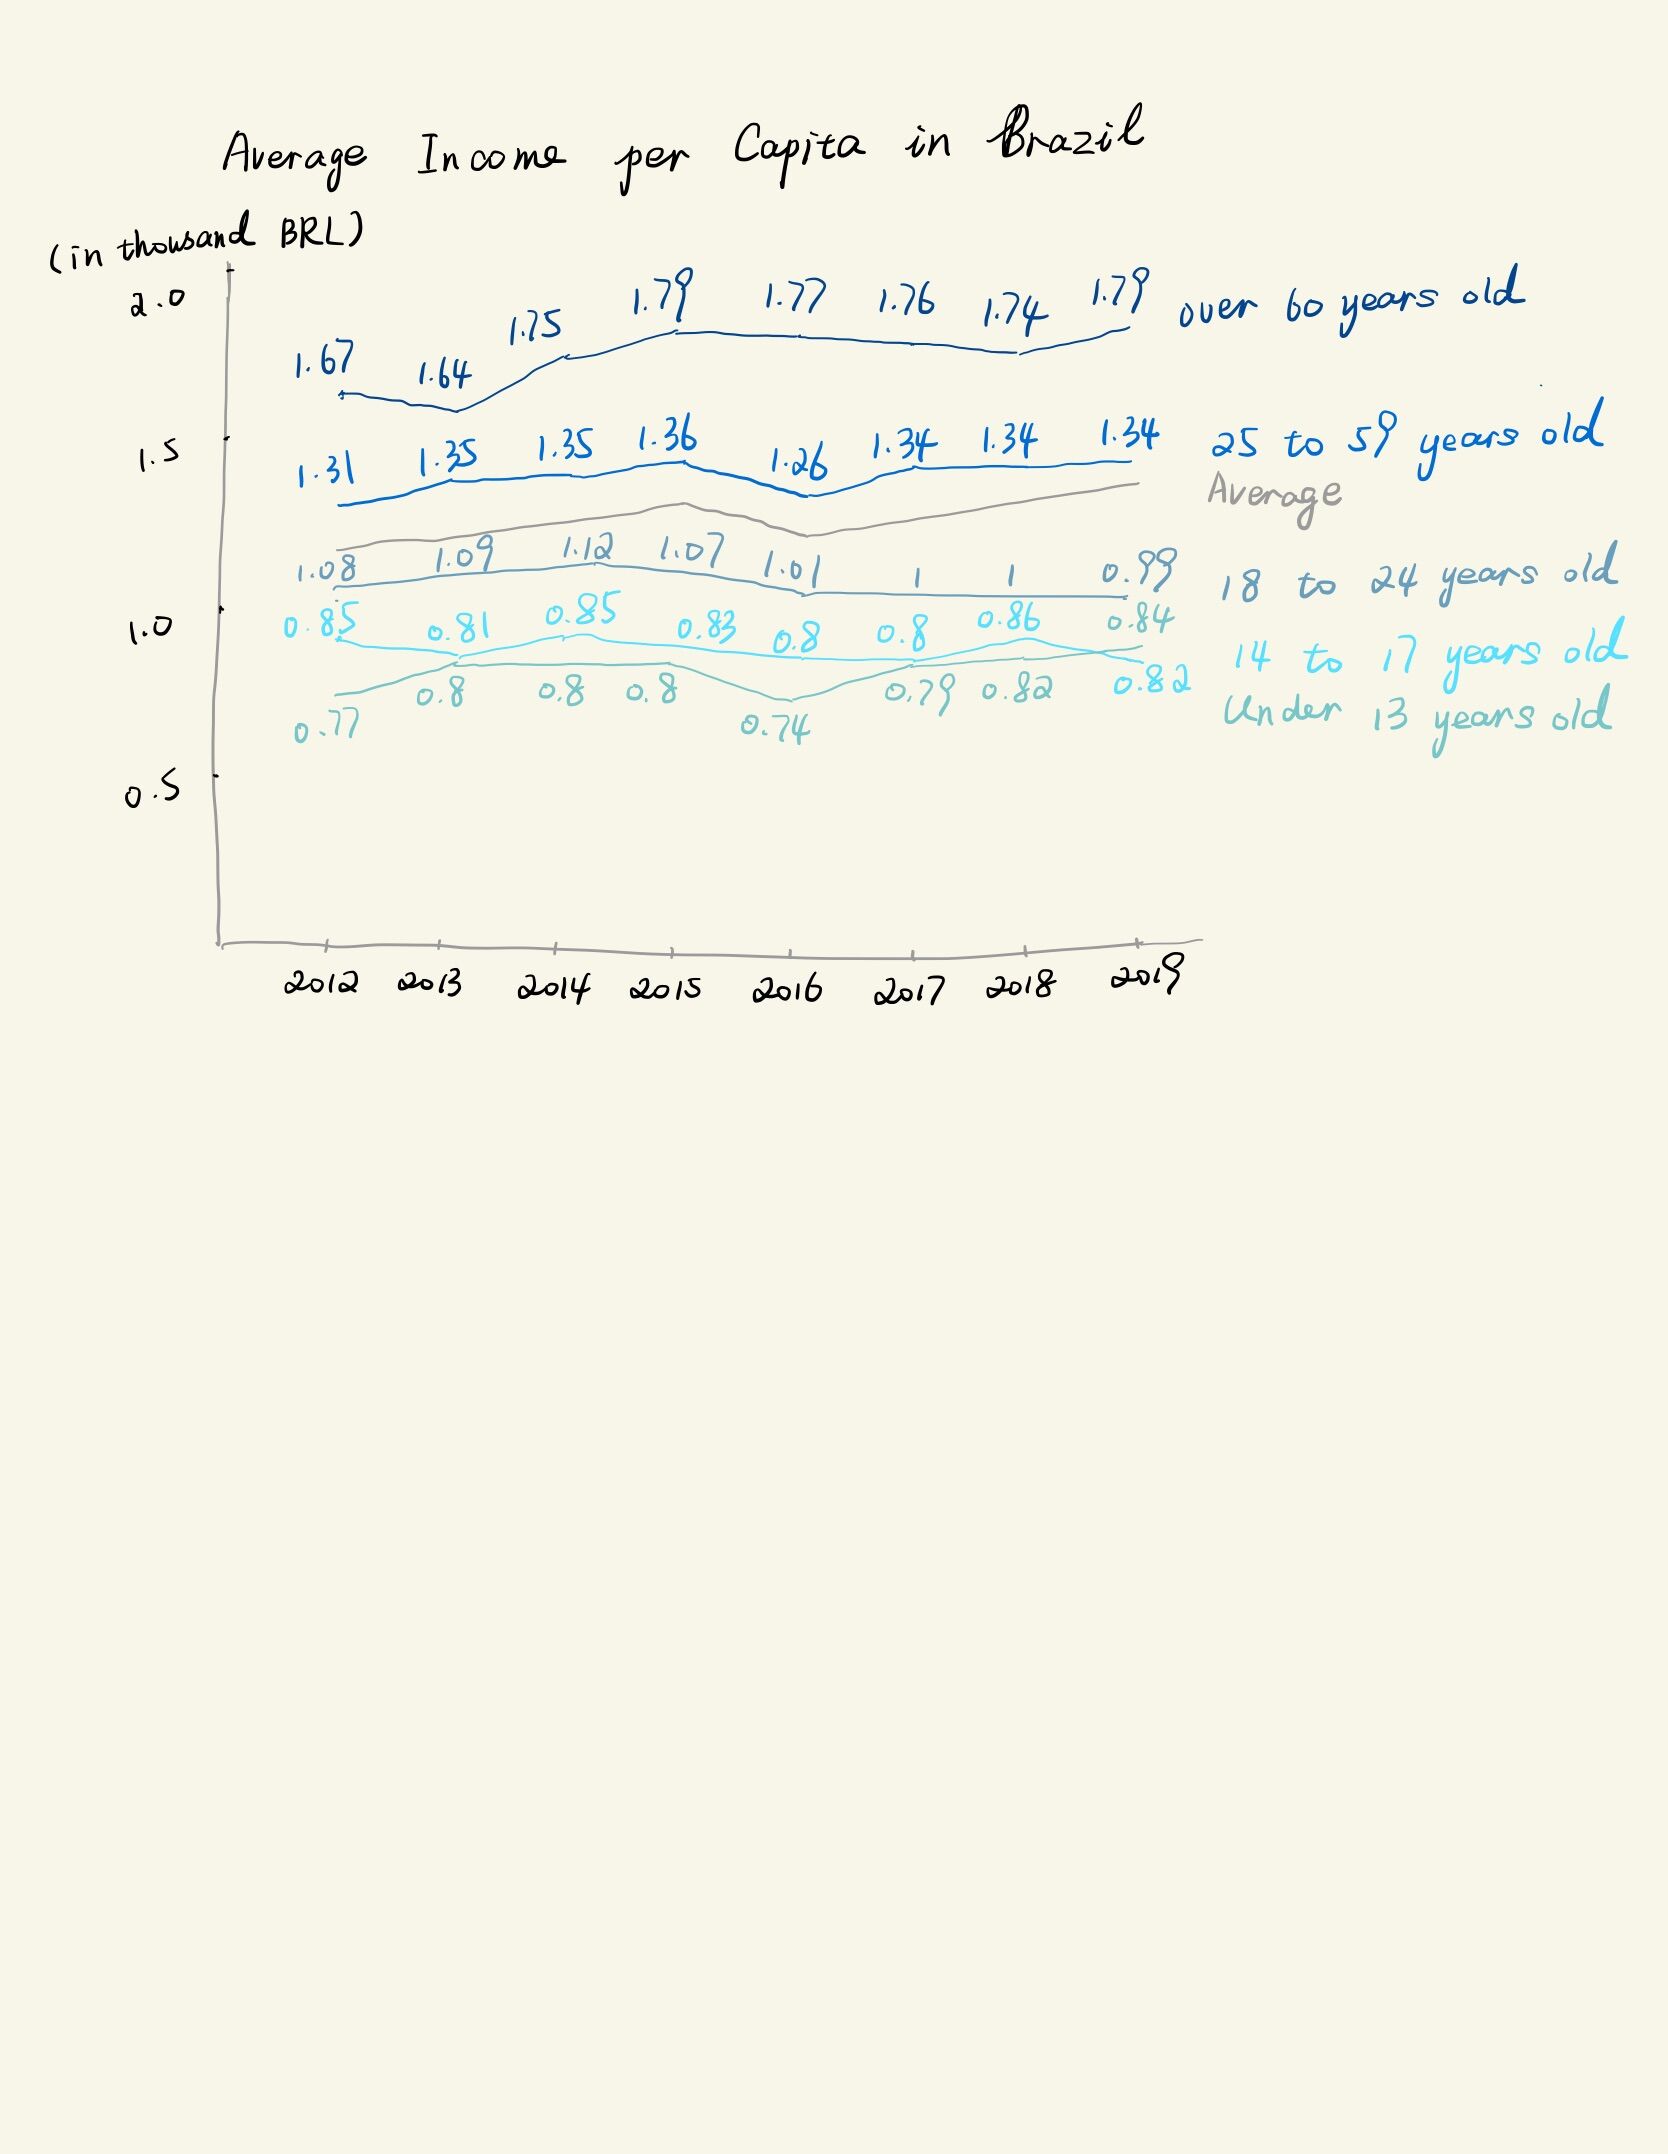 Average Income per Capita in Brazil
(in thousand BRL)
2.0
1.67 1.64 1.75 1.79 1.77 1.76 1.74 1.79 over 60 years old
1.5
1.31 1.35 1.35 1.36 1.26 1.34 1.34 1.34 25 to 59 years old
Average
1.08 1.09 1.12 1.07 1.01 1 1 0.99 18 to 24 years old
1.0
0.85 0.81 0.85 0.83 0.8 0.8 0.86 0.82 14 to 17 years old
0.77 0.8 0.8 0.8 0.74 0.79 0.82 0.84 Under 13 years old
0.5
2012 2013 2014 2015 2016 2017 2018 2019